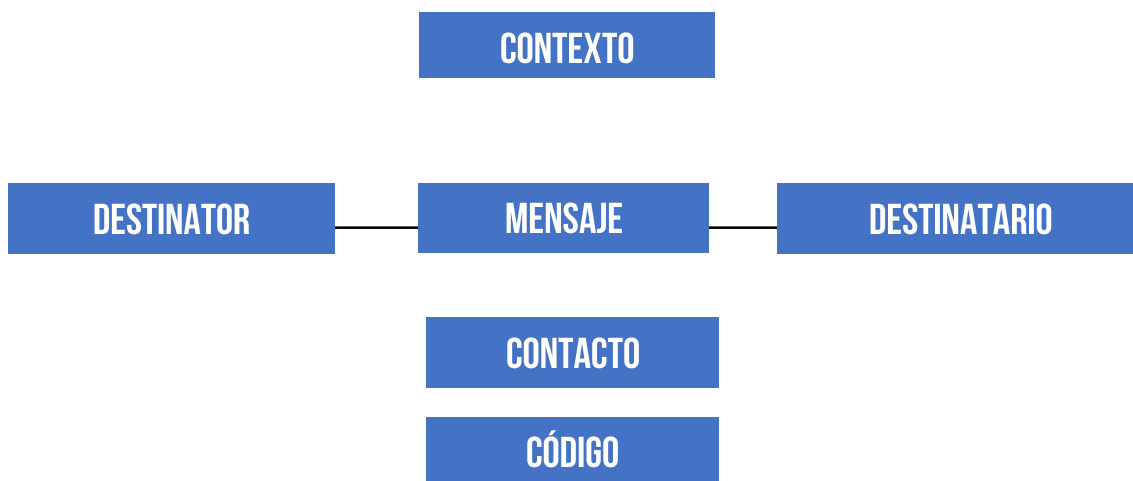 CONTEXTO
DESTINATOR
MENSAJE
DESTINATARIO
CONTACTO
CÓDIGO